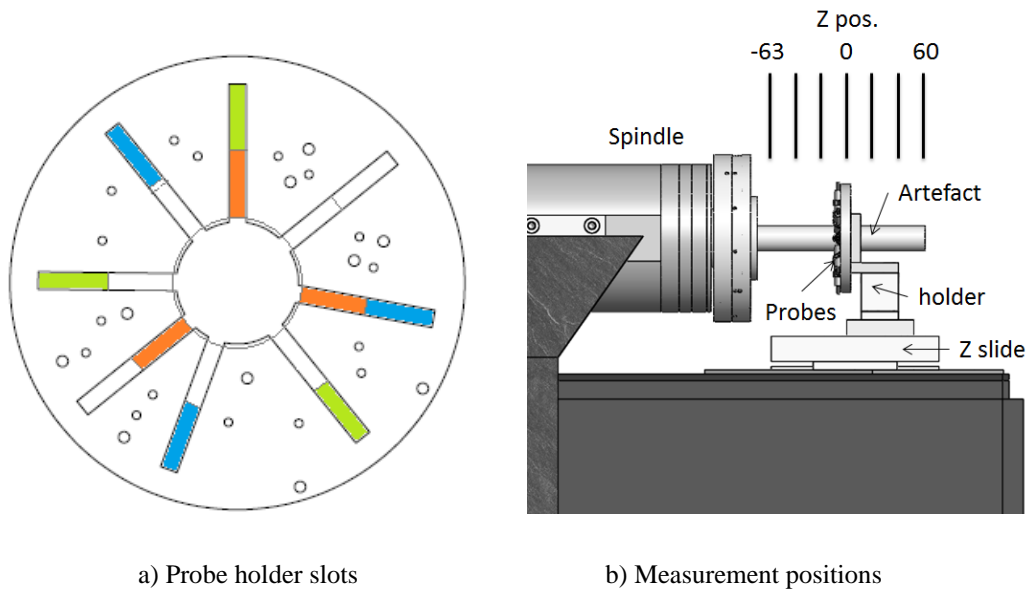 Z pos.
-63 0 60
Spindle
Artefact
Probes
holder
Z slide
a) Probe holder slots
b) Measurement positions